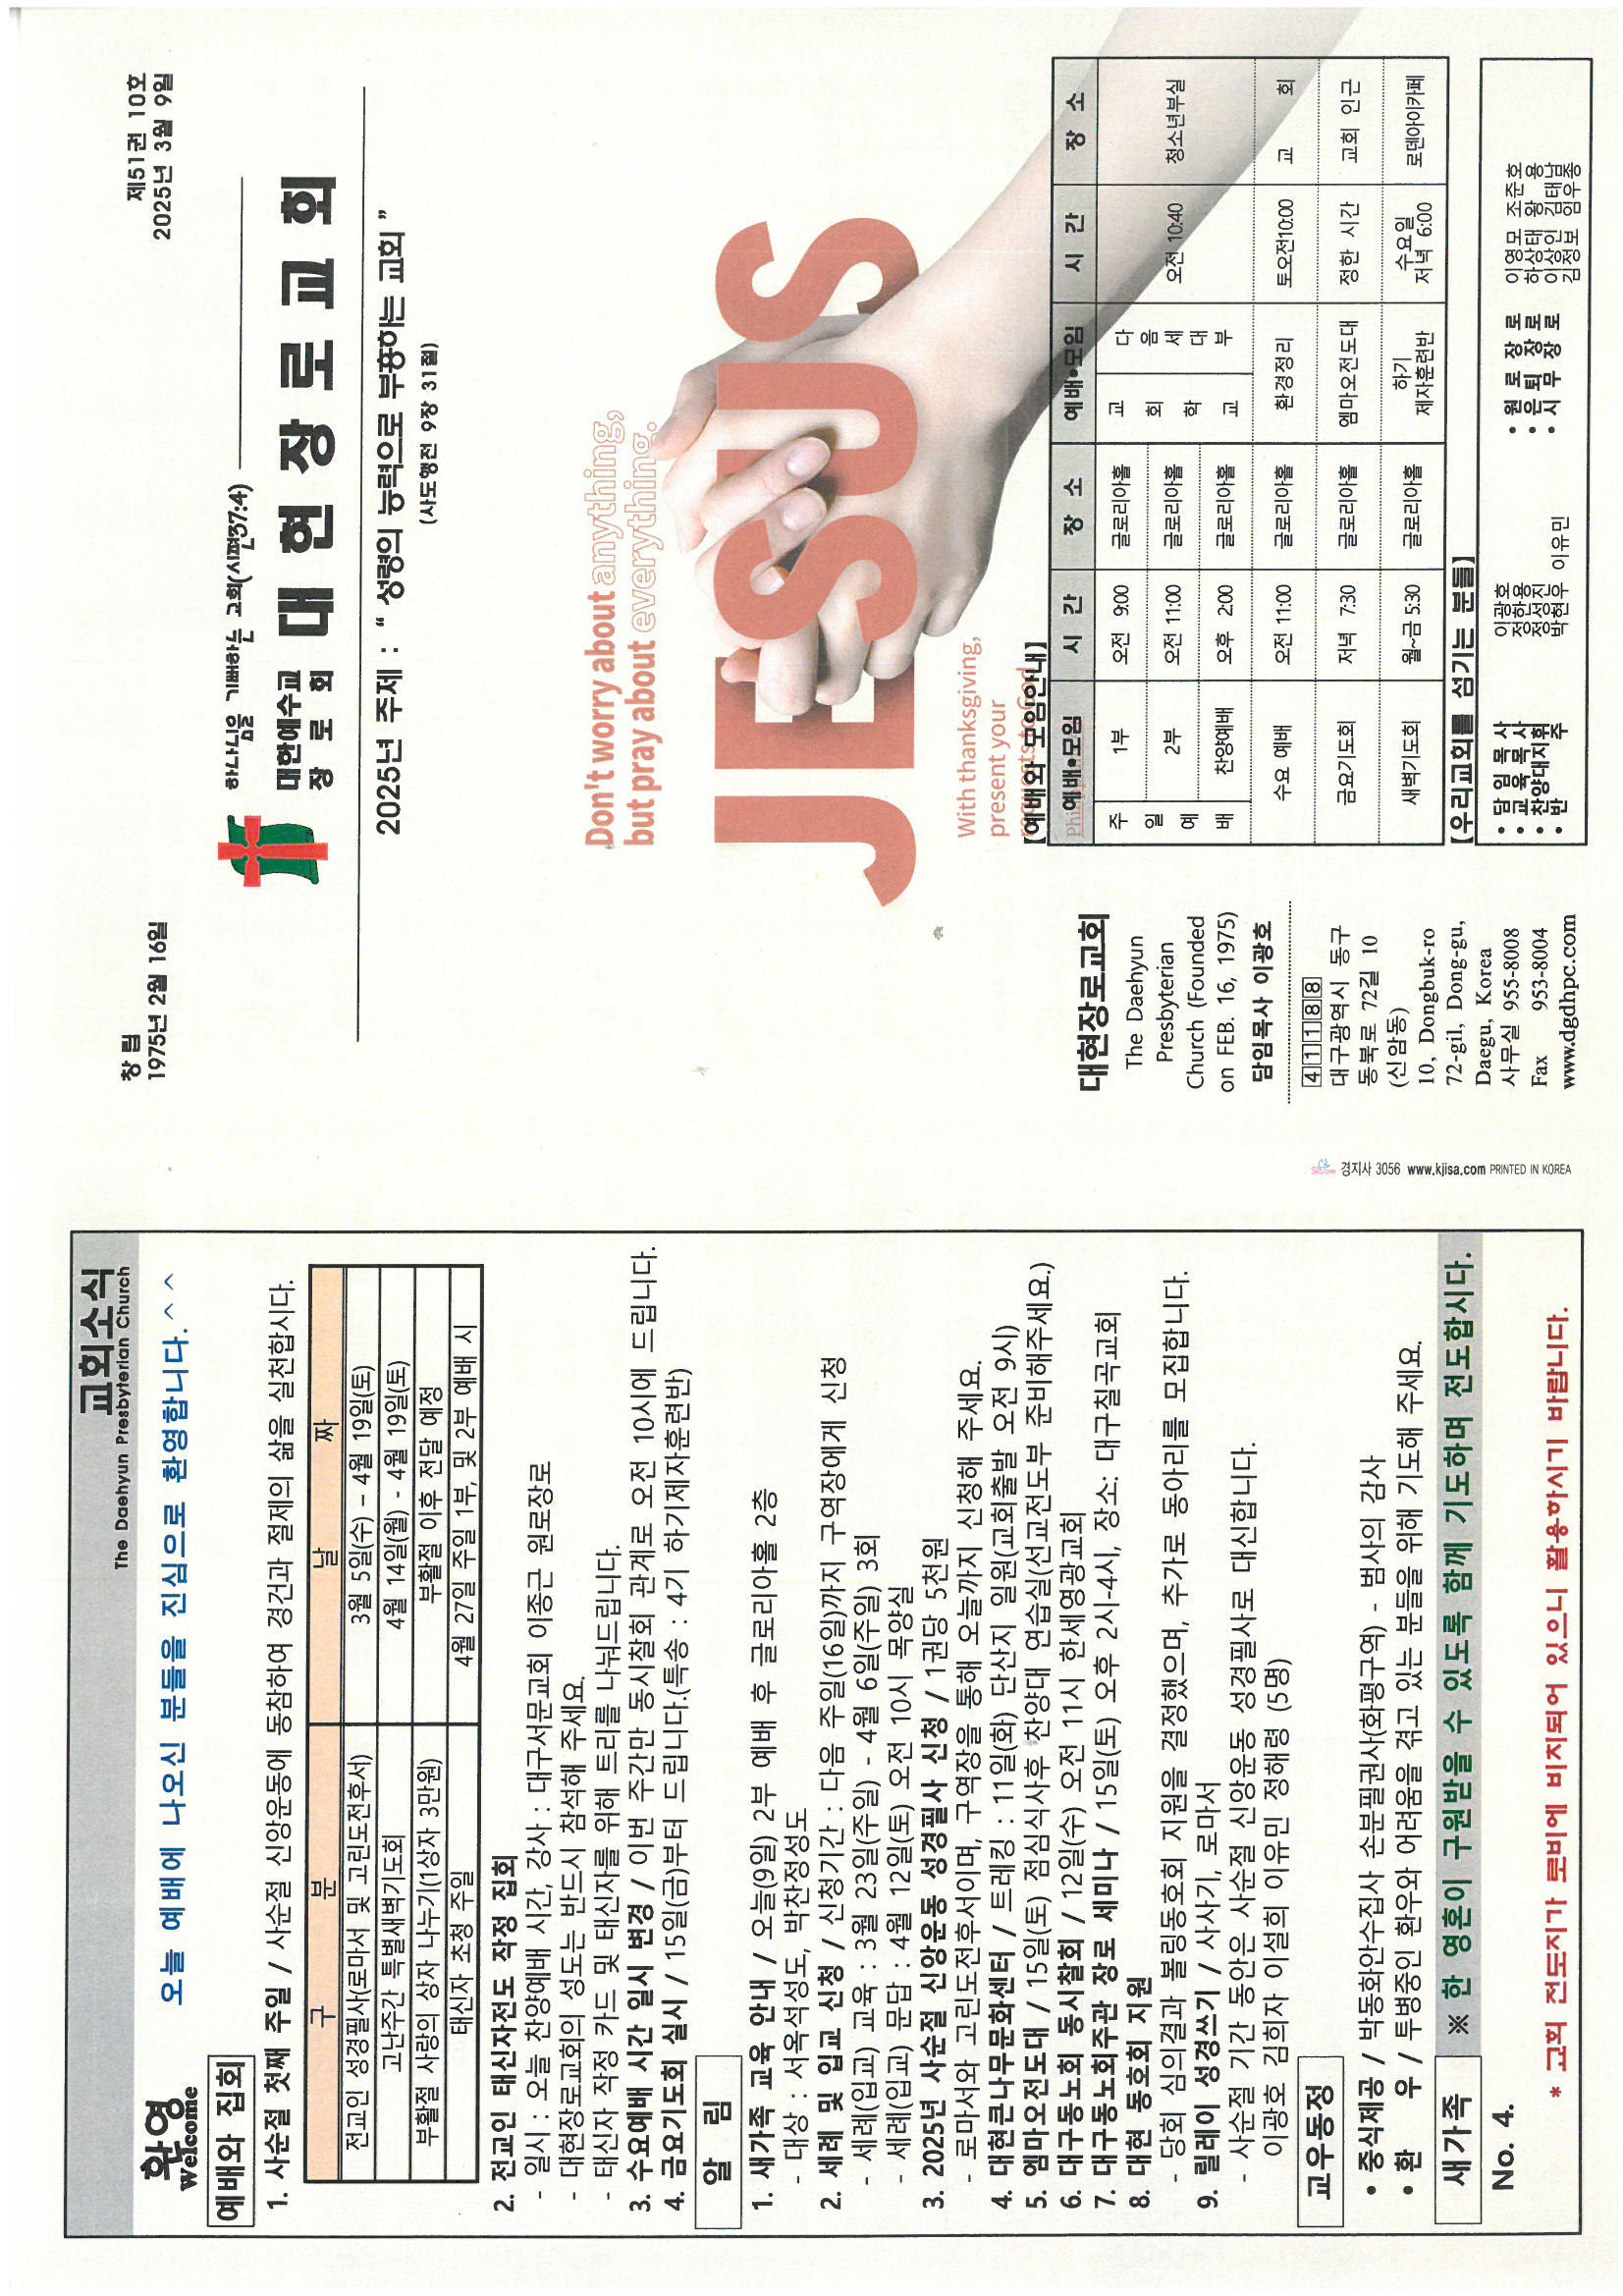 교회소식
The Daehyun Presbyterian Church
환영
Welcome
오늘 예배에 나오신 분들을 진심으로 환영합니다.^^
예배와 집회
1. 사순절 첫째 주일 / 사순절 신앙운동에 동참하여 경건과 절제의 삶을 실천합시다.
구 분 날 짜
전교인 성경필사(로마서 및 고린도전후서) 3월 5일(수) – 4월 19일(토)
고난주간 특별새벽기도회 4월 14일(월) - 4월 19일(토)
부활절 사랑의 상자 나누기(1상자 3만원) 부활절 이후 전달 예정
태신자 초청 주일 4월 27일 주일 1부, 및 2부 예배 시
2. 전교인 태신자전도 작정 집회
- 일시 : 오늘 찬양예배 시간, 강사 : 대구서문교회 이종근 원로장로
- 대현장로교회의 성도는 반드시 참석해 주세요.
- 태신자 작정 카드 및 태신자를 위해 트리를 나눠드립니다.
3. 수요예배 시간 일시 변경 / 이번 주간만 동시찰회 관계로 오전 10시에 드립니다.
4. 금요기도회 실시 / 15일(금)부터 드립니다.(특송 : 4기 하기제자훈련반)
알 림
1. 새가족 교육 안내 / 오늘(9일) 2부 예배 후 글로리아홀 2층
- 대상 : 서옥석성도, 박찬정성도
2. 세례 및 입교 신청 / 신청기간 : 다음 주일(16일)까지 구역장에게 신청
- 세례(입교) 교육 : 3월 23일(주일) - 4월 6일(주일) 3회
- 세례(입교) 문답 : 4월 12일(토) 오전 10시 목양실
3. 2025년 사순절 신앙운동 성경필사 신청 / 1권당 5천원
- 로마서와 고린도전후서이며, 구역장을 통해 오늘까지 신청해 주세요.
4. 대현큰나무문화센터 / 트레킹 : 11일(화) 단산지 일원(교회출발 오전 9시)
5. 엠마오전도대 / 15일(토) 점심식사후 찬양대 연습실(선교전도부 준비해주세요.)
6. 대구동노회 동시찰회 / 12일(수) 오전 11시 한세영광교회
7. 대구동노회주관 장로 세미나 / 15일(토) 오후 2시-4시, 장소: 대구칠곡교회
8. 대현 동호회 지원
- 당회 심의결과 볼링동호회 지원을 결정했으며, 추가로 동아리를 모집합니다.
9. 릴레이 성경쓰기 / 사사기, 로마서
- 사순절 기간 동안은 사순절 신앙운동 성경필사로 대신합니다.
이광호 김희자 이설희 이유민 정해령 (5명)
교우동정
• 중식제공 / 박동화안수집사 손분필권사(화평구역) - 범사의 감사
• 환 우 / 투병중인 환우와 어려움을 겪고 있는 분들을 위해 기도해 주세요.
새가족
※ 한 영혼이 구원받을 수 있도록 함께 기도하며 전도합시다.
No. 4.
* 교회 전도지가 로비에 비치되어 있으니 활용하시기 바랍니다.
창 립
1975년 2월 16일
제51권 10호
2025년 3월 9일
하나님을 기뻐하는 교회(시편37:4)
대한예수교
장 로 회
대 현 장 로 교 회
2025년 주제 : “ 성령의 능력으로 부흥하는 교회 ”
(사도행전 9장 31절)
Don't worry about anything,
but pray about everything.
JESUS
With thanksgiving,
present your
requests to God
대현장로교회
The Daehyun
Presbyterian
Church (Founded
on FEB. 16, 1975)
담임목사 이광호
41188
대구광역시 동구
동북로 72길 10
(신암동)
10, Dongbuk-ro
72-gil, Dong-gu,
Daegu, Korea
사무실 955-8008
Fax 953-8004
www.dgdhpc.com
[예배와 모임안내]
예배•모임 시 간 장 소 예배•모임 시 간 장 소
주일예배 1부 오전 9:00 글로리아홀 교회학교 다음세대부 오전 10:40 청소년부실
2부 오전 11:00 글로리아홀
찬양예배 오후 2:00 글로리아홀
수요 예배 오전 11:00 글로리아홀 환경정리 토오전10:00 교 회
금요기도회 저녁 7:30 글로리아홀 엠마오전도대 정한 시간 교회 인근
새벽기도회 월~금 5:30 글로리아홀 하기 제자훈련반 수요일 저녁 6:00 로덴아이카페
[우리교회를 섬기는 분들]
• 담임목사 이광호 • 원로장로 이영모 조준호
• 교육목사 정한용 • 은퇴장로 하상태 왕 용
• 찬양대지휘 정성지 • 시무장로 이상인 김태남
• 반 주 박현우 이유민 김정보 임우종
경지사 3056 www.kjisa.com PRINTED IN KOREA